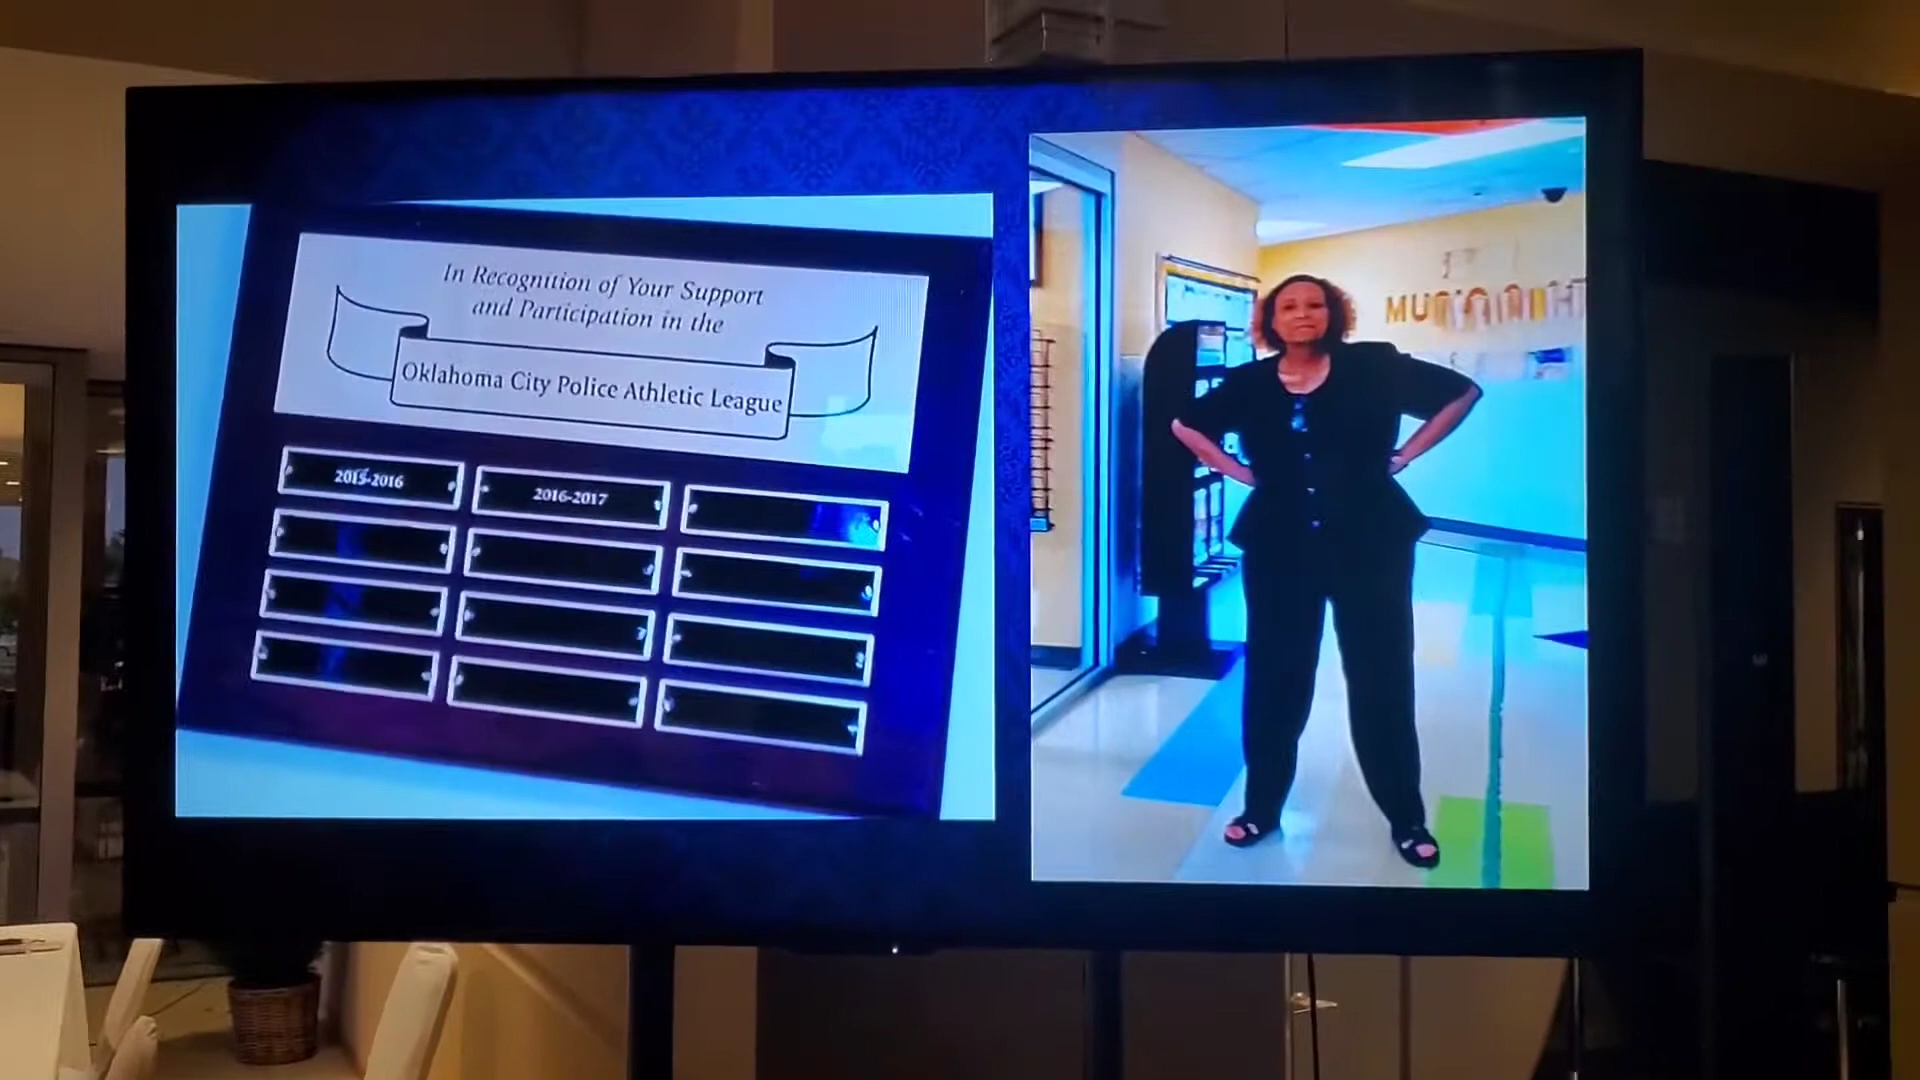 In Recognition of Your Support
and Participation in the
Oklahoma City Police Athletic League
2015-2016
2016-2017